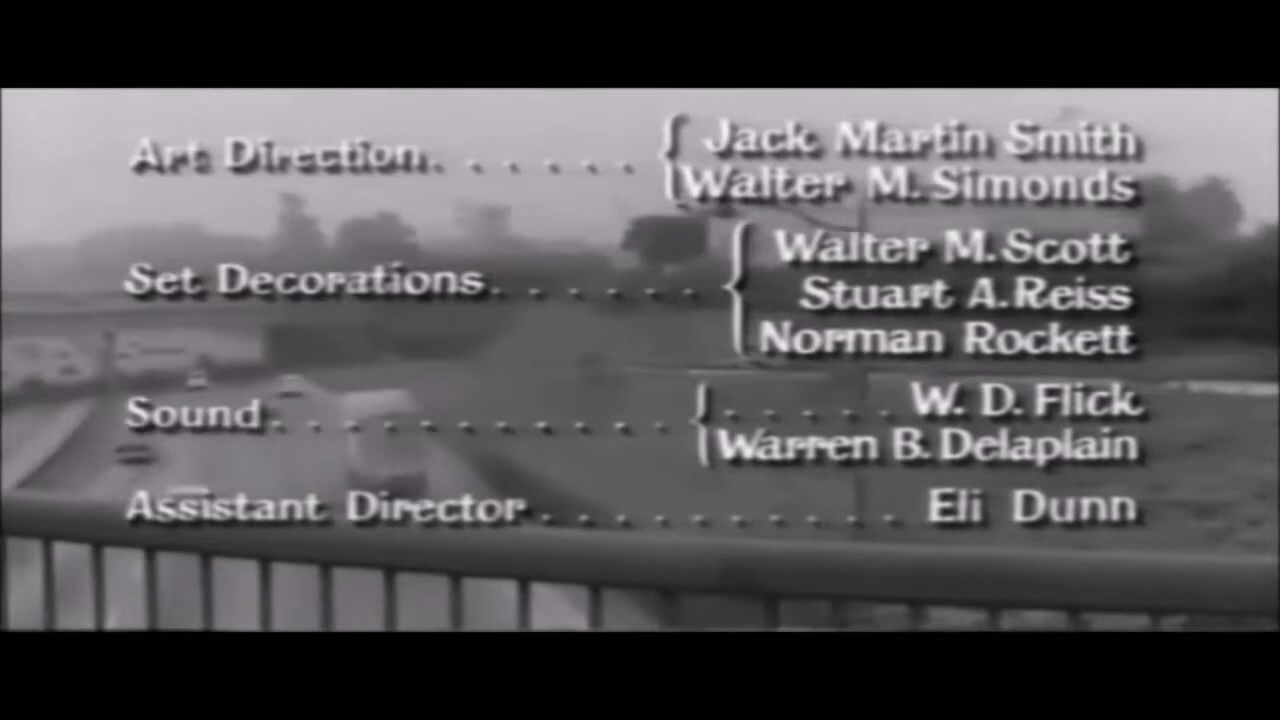 Art Direction. . . . . . { Jack Martin Smith
Walter M. Simonds
Set Decorations. . . . . . { Walter M. Scott
Stuart A. Reiss
Norman Rockett
Sound. . . . . . . . . . . { . . . . . W. D. Flick
Warren B. Delaplain
Assistant Director. . . . . . . . . . Eli Dunn